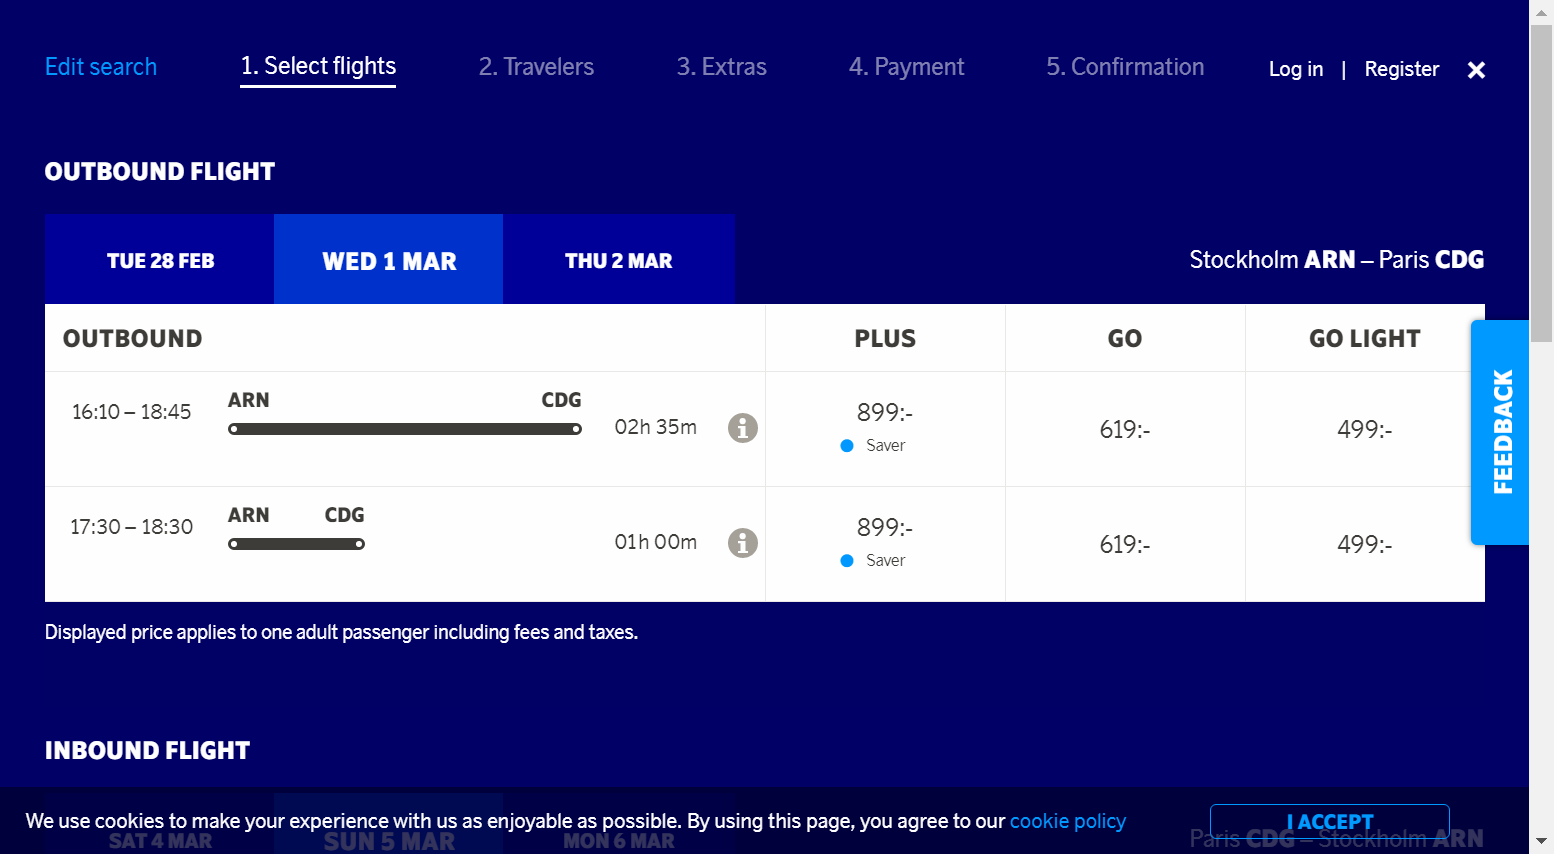 Edit search 1. Select flights 2. Travelers 3. Extras 4. Payment 5. Confirmation Log in | Register
OUTBOUND FLIGHT
TUE 28 FEB WED 1 MAR THU 2 MAR
Stockholm ARN – Paris CDG
OUTBOUND PLUS GO GO LIGHT
16:10 – 18:45 ARN CDG 02h 35m 899:- Saver 619:- 499:-
17:30 – 18:30 ARN CDG 01h 00m 899:- Saver 619:- 499:-
FEEDBACK
Displayed price applies to one adult passenger including fees and taxes.
INBOUND FLIGHT
We use cookies to make your experience with us as enjoyable as possible. By using this page, you agree to our cookie policy I ACCEPT
SAT 4 MAR SUN 5 MAR MON 6 MAR Paris CDG – Stockholm ARN